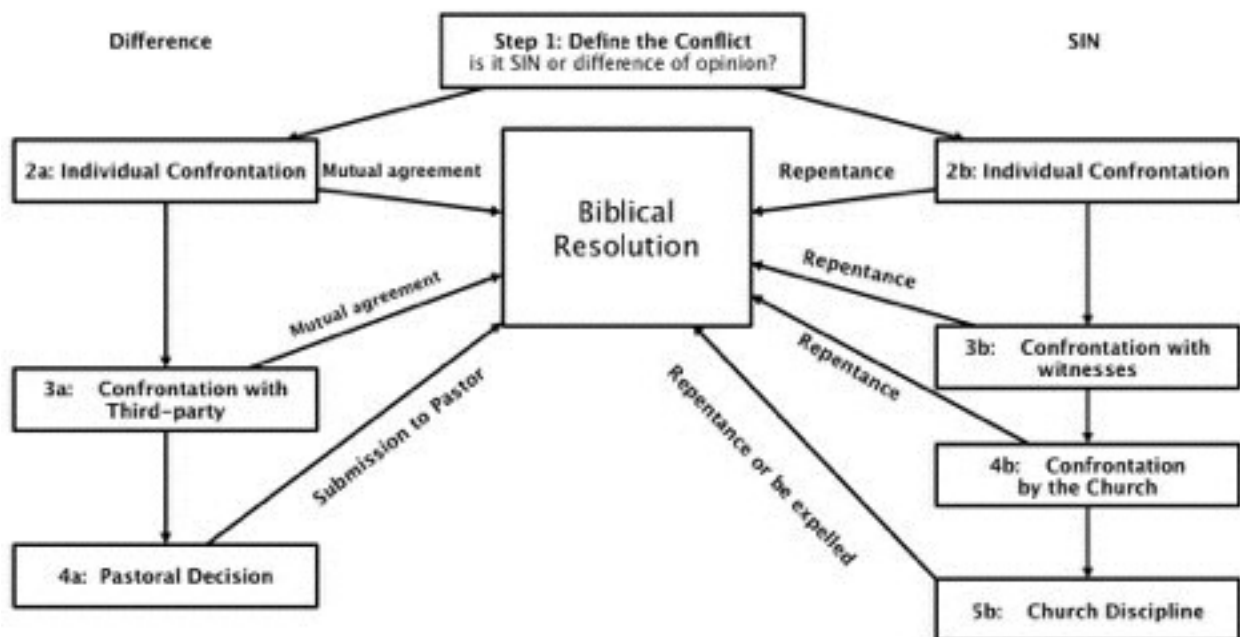 Difference
Step 1: Define the Conflict
is it SIN or difference of opinion?
SIN
2a: Individual Confrontation
Mutual agreement
Biblical
Resolution
Repentance
2b: Individual Confrontation
Mutual agreement
Repentance
3a: Confrontation with
Third-party
Submission to Pastor
Repentance
3b: Confrontation with
witnesses
Repentance or be expelled
4b: Confrontation
by the Church
4a: Pastoral Decision
5b: Church Discipline